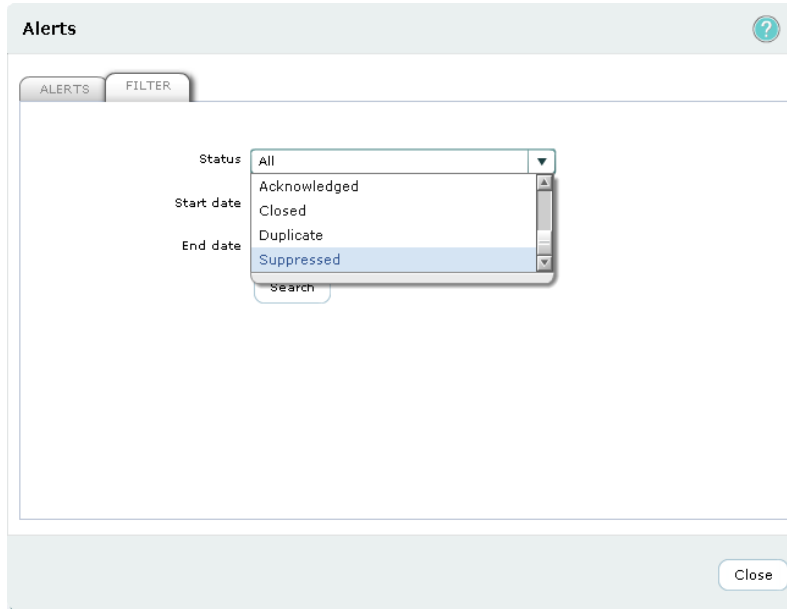 Alerts
?
ALERTS
FILTER
Status
All
Acknowledged
Start date
Closed
Duplicate
End date
Suppressed
Search
Close